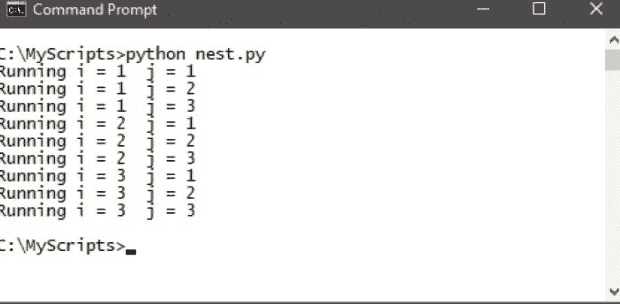 Command Prompt
C:\MyScripts>python nest.py
Running i = 1  j = 1
Running i = 1  j = 2
Running i = 1  j = 3
Running i = 2  j = 1
Running i = 2  j = 2
Running i = 2  j = 3
Running i = 3  j = 1
Running i = 3  j = 2
Running i = 3  j = 3
C:\MyScripts>_